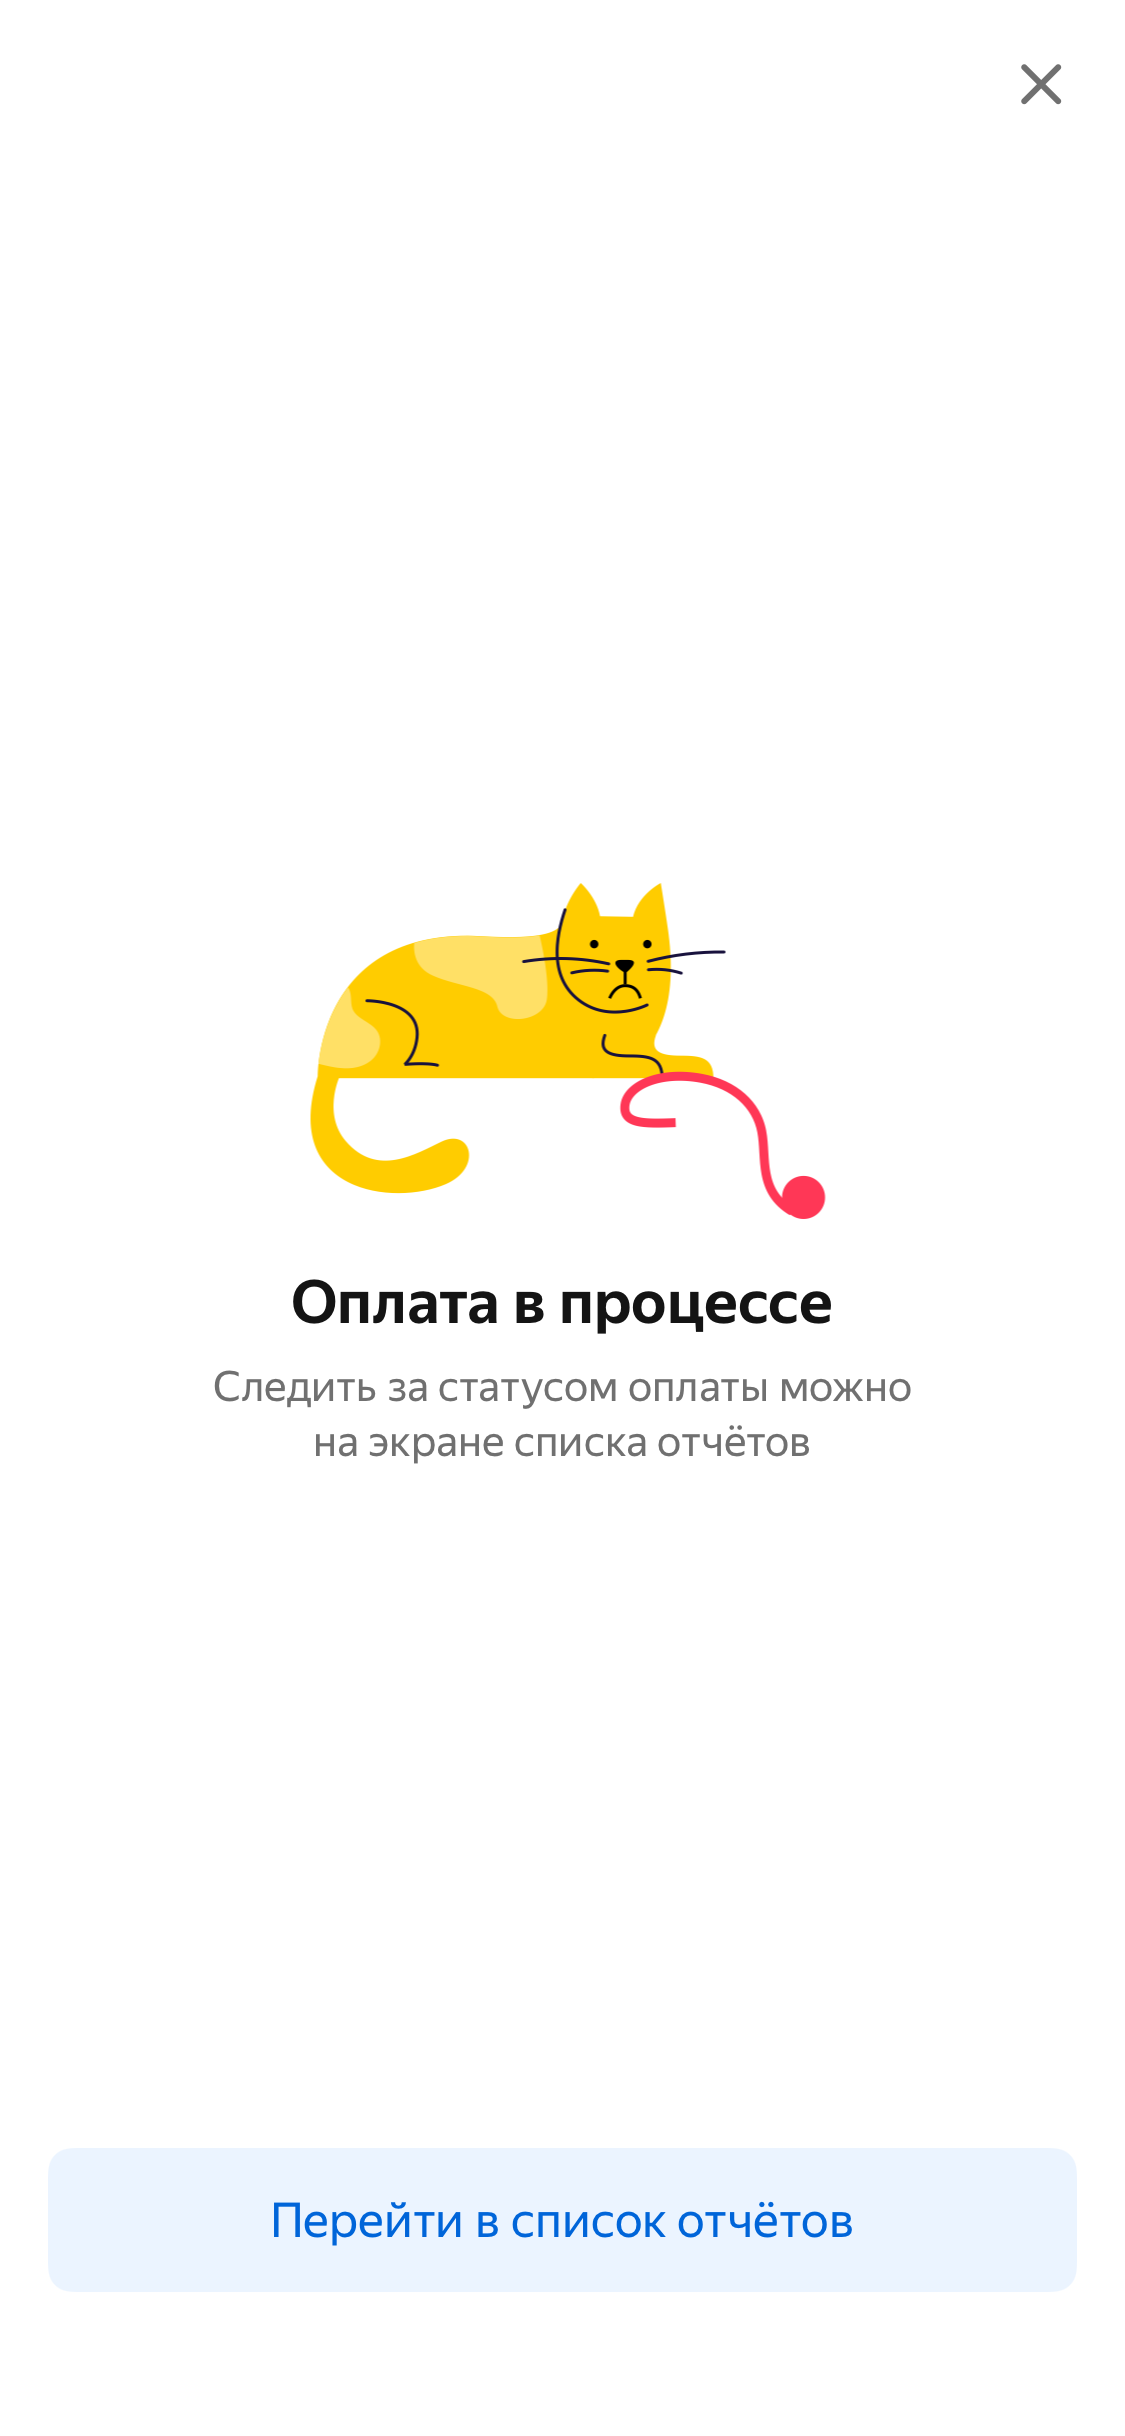 Оплата в процессе
Следить за статусом оплаты можно
на экране списка отчётов
Перейти в список отчётов